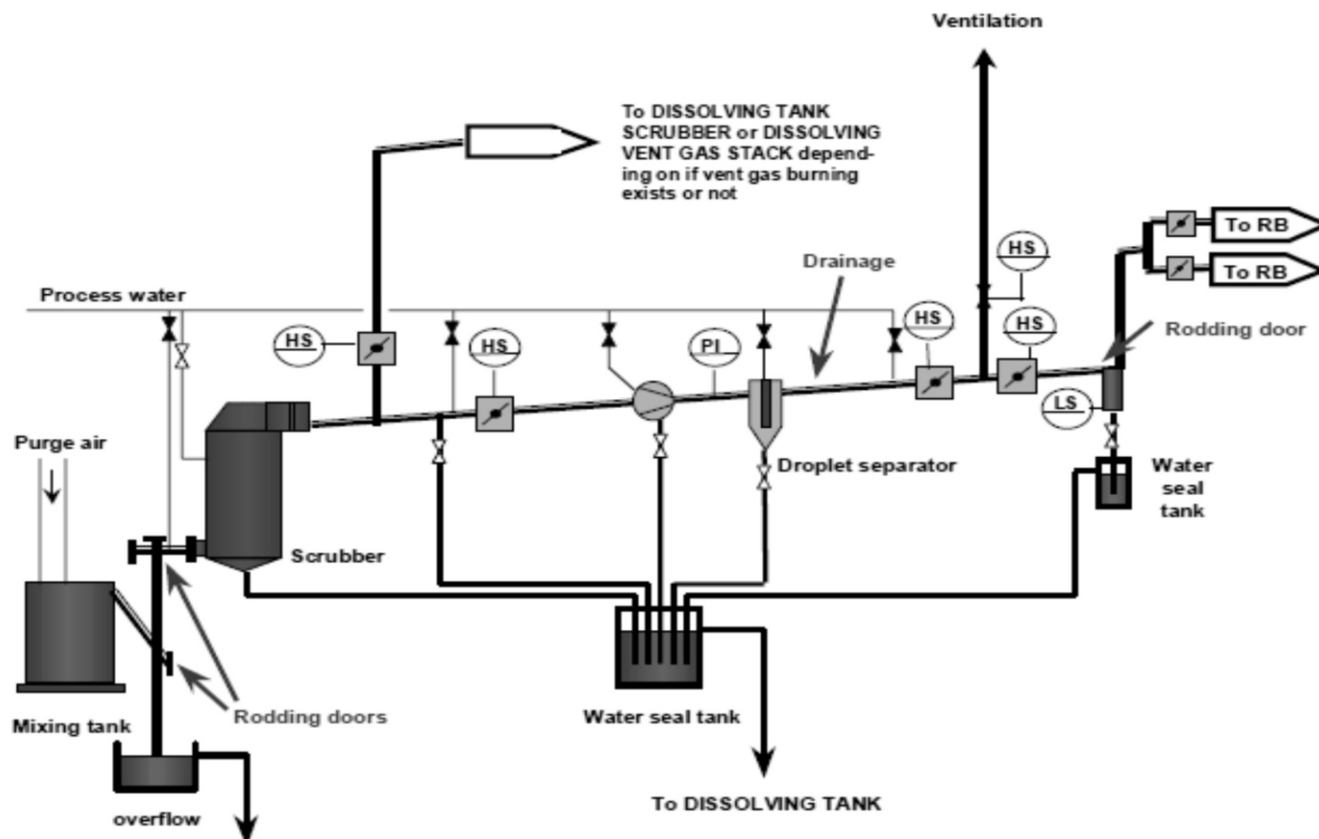 Ventilation
To DISSOLVING TANK
SCRUBBER or DISSOLVING
VENT GAS STACK depend-
ing on if vent gas burning
exists or not
To RB
To RB
HS
Drainage
Process water
Rodding door
HS
HS
PI
HS
HS
LS
Purge air
Droplet separator
Water
seal
tank
Scrubber
Rodding doors
Mixing tank
Water seal tank
overflow
To DISSOLVING TANK